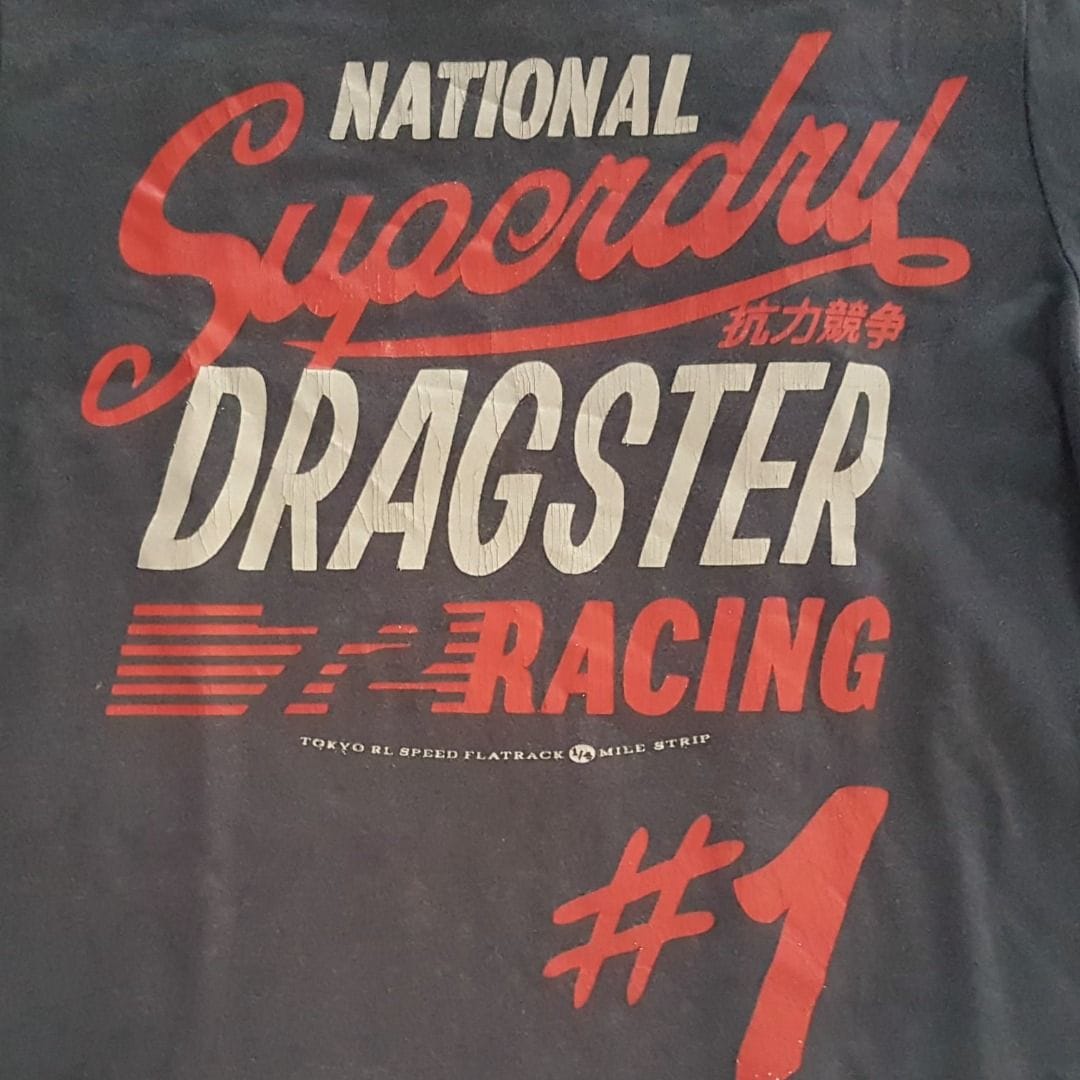 NATIONAL
Superdry
抗力競争
DRAGSTER
RACING
TOKYO RL SPEED FLATRACK 1/4 MILE STRIP
#1